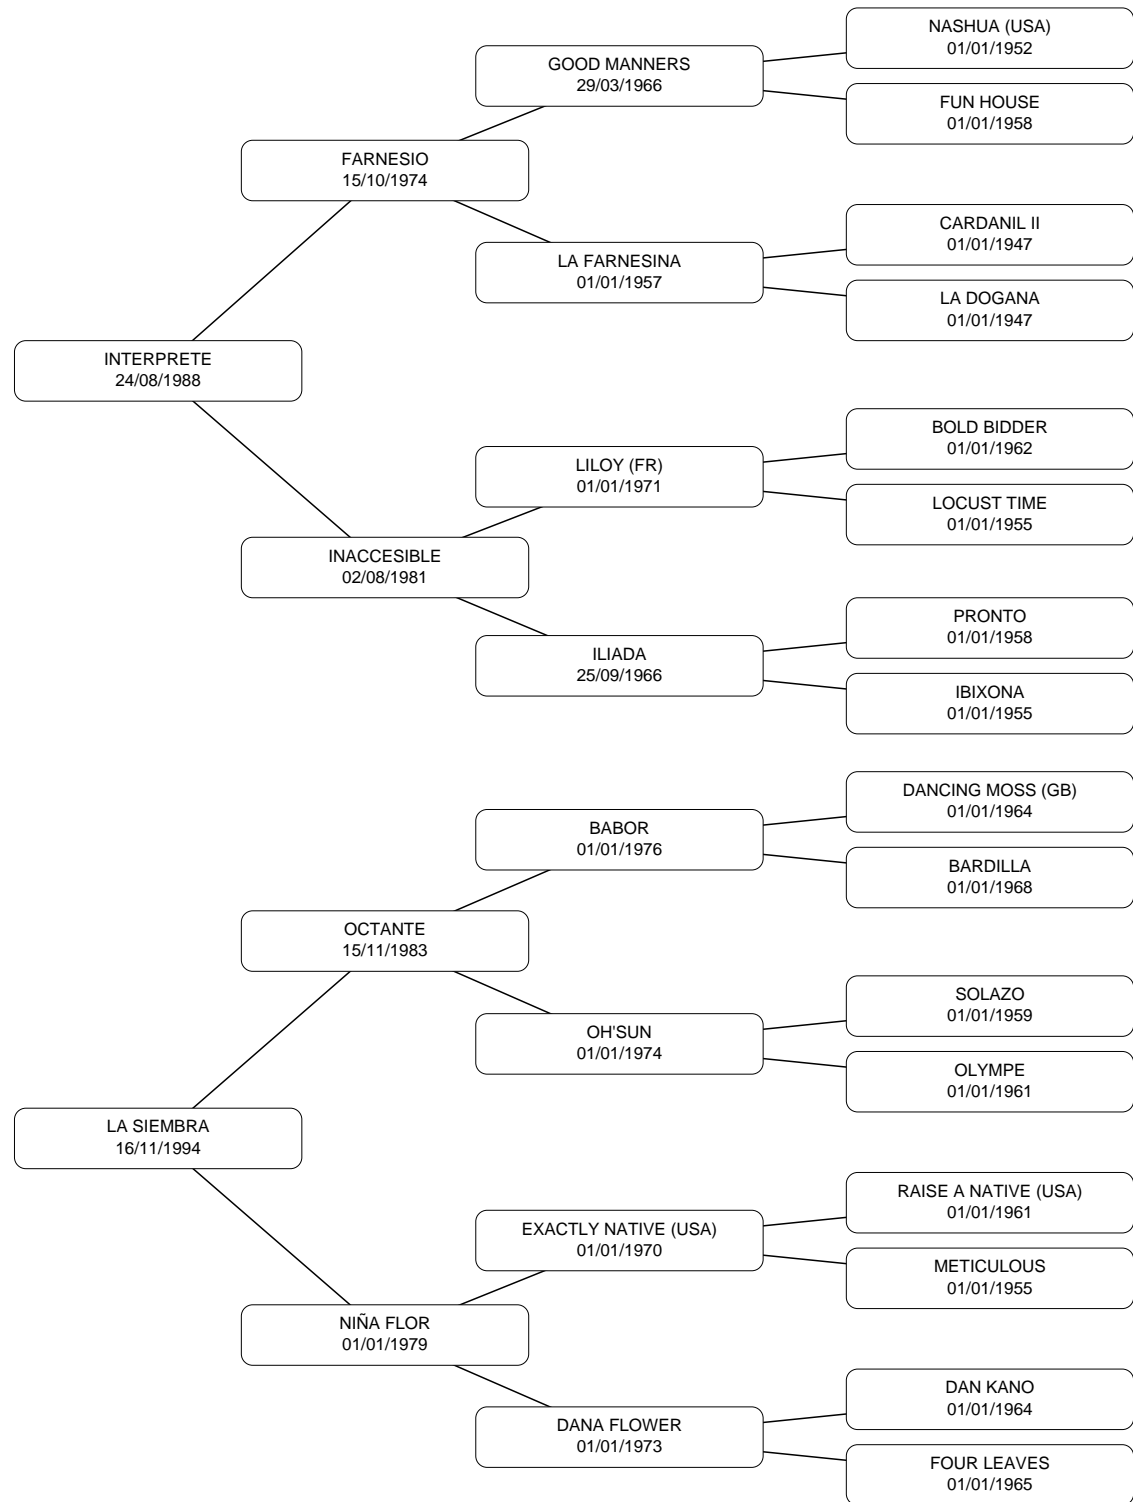 NASHUA (USA)
01/01/1952
GOOD MANNERS
29/03/1966
FUN HOUSE
01/01/1958
FARNESIO
15/10/1974
CARDANIL II
01/01/1947
LA FARNESINA
01/01/1957
LA DOGANA
01/01/1947
INTERPRETE
24/08/1988
BOLD BIDDER
01/01/1962
LILOY (FR)
01/01/1971
LOCUST TIME
01/01/1955
INACCESIBLE
02/08/1981
PRONTO
01/01/1958
ILIADA
25/09/1966
IBIXONA
01/01/1955
DANCING MOSS (GB)
01/01/1964
BABOR
01/01/1976
BARDILLA
01/01/1968
OCTANTE
15/11/1983
SOLAZO
01/01/1959
OH'SUN
01/01/1974
OLYMPE
01/01/1961
LA SIEMBRA
16/11/1994
RAISE A NATIVE (USA)
01/01/1961
EXACTLY NATIVE (USA)
01/01/1970
METICULOUS
01/01/1955
NIÑA FLOR
01/01/1979
DAN KANO
01/01/1964
DANA FLOWER
01/01/1973
FOUR LEAVES
01/01/1965